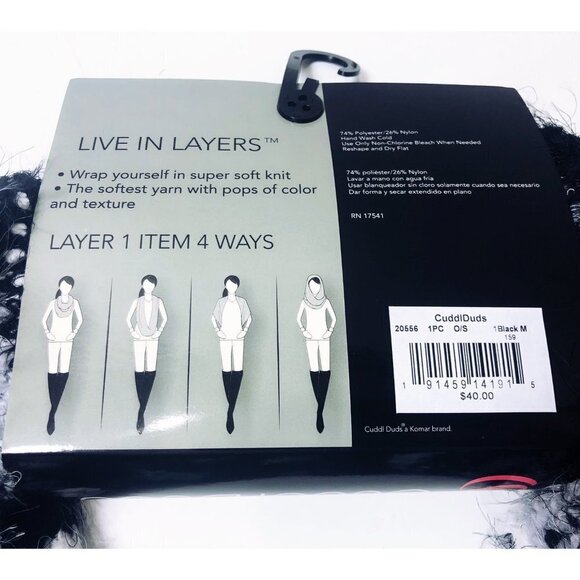 LIVE IN LAYERS™
• Wrap yourself in super soft knit
• The softest yarn with pops of color
and texture
LAYER 1 ITEM 4 WAYS
74% Polyester/26% Nylon
Hand Wash Cold
Use Only Non-Chlorine Bleach When Needed
Reshape and Dry Flat
74% poliéster/26% Nylon
Lavar a mano con agua fria
Usar blanqueador sin cloro solamente cuando sea necesario
Dar forma y secar extendido en plano
RN 17541
CuddlDuds
20556 1PC O/S 1Black M
159
1 91459 14191 5
$40.00
Cuddl Duds® a Komar brand.